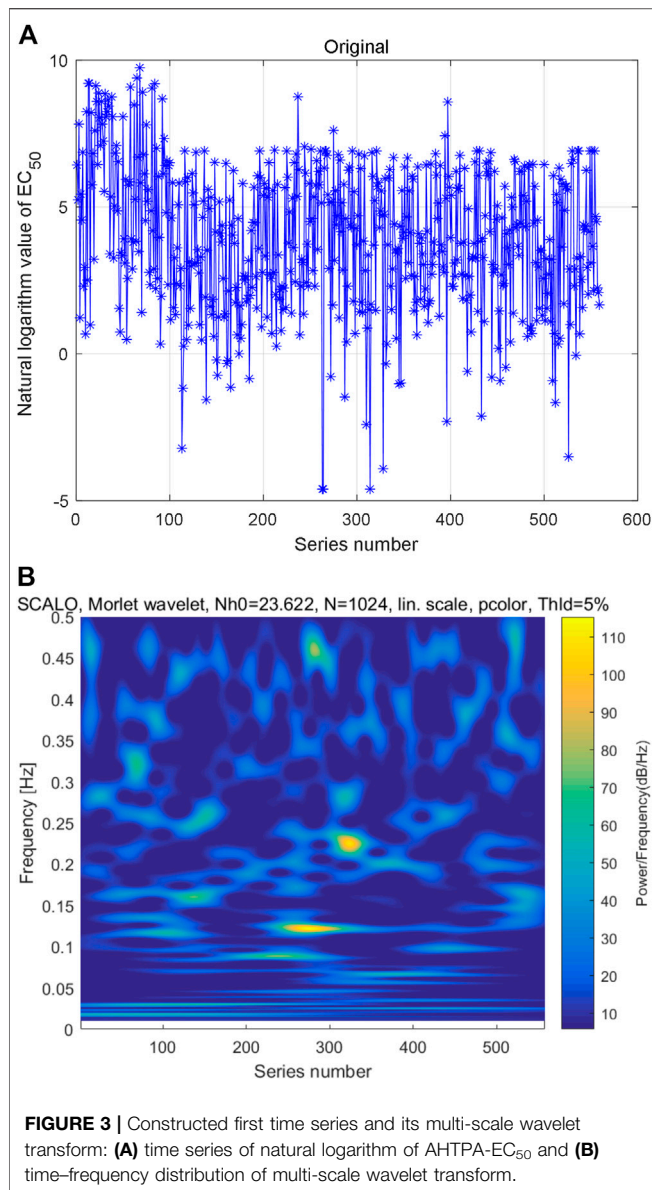 A
Original
Natural logarithm value of EC50
10
5
0
-5
0 100 200 300 400 500 600
Series number
B
SCALO, Morlet wavelet, Nh0=23.622, N=1024, lin. scale, pcolor, Thld=5%
Frequency [Hz]
0.5
0.45
0.4
0.35
0.3
0.25
0.2
0.15
0.1
0.05
0
100 200 300 400 500
Series number
110
100
90
80
70
60
50
40
30
20
10
Power/Frequency(dB/Hz)
FIGURE 3 | Constructed first time series and its multi-scale wavelet
transform: (A) time series of natural logarithm of AHTPA-EC50 and (B)
time–frequency distribution of multi-scale wavelet transform.